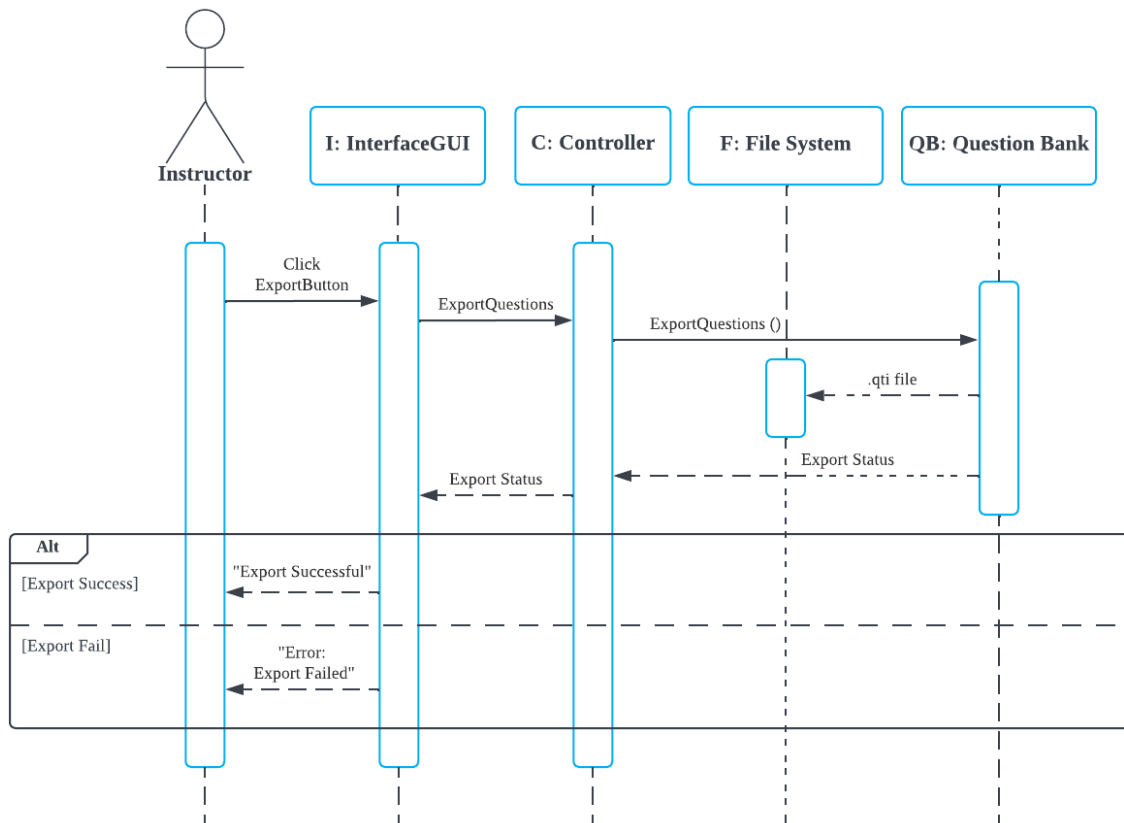 Instructor
I: InterfaceGUI
C: Controller
F: File System
QB: Question Bank
Click
ExportButton
ExportQuestions
ExportQuestions ()
.qti file
Export Status
Export Status
Alt
[Export Success]
"Export Successful"
[Export Fail]
"Error:
Export Failed"